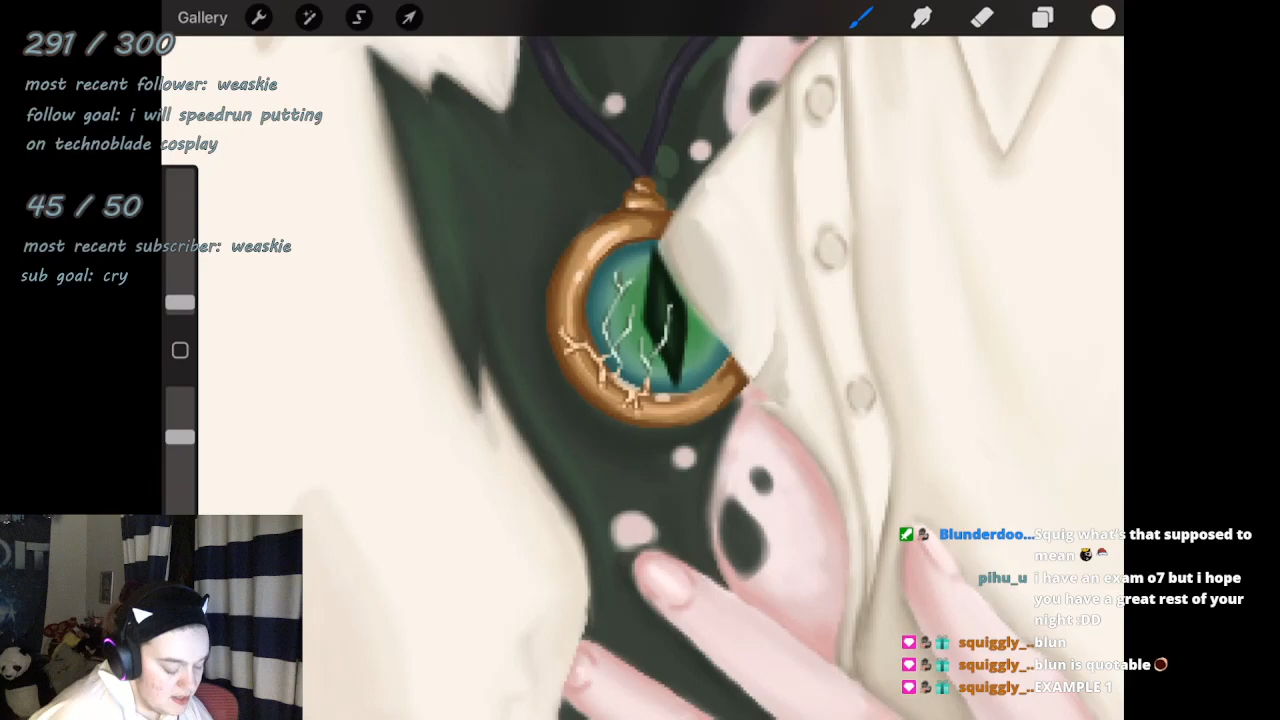 Gallery
291 / 300
most recent follower: weaskie
follow goal: i will speedrun putting
on technoblade cosplay
45 / 50
most recent subscriber: weaskie
sub goal: cry
Blunderdoo... Squig what's that supposed to
mean
pihu_u i have an exam o7 but i hope
you have a great rest of your
night :DD
squiggly_.. blun
squiggly_.. blun is quotable
squiggly_.. EXAMPLE 1